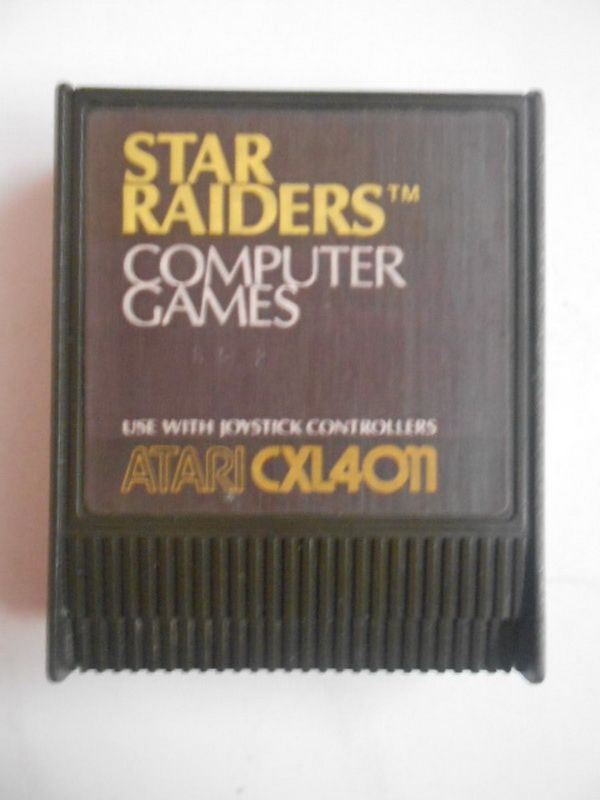 STAR
RAIDERS™
COMPUTER
GAMES
USE WITH JOYSTICK CONTROLLERS
ATARI CXL4011